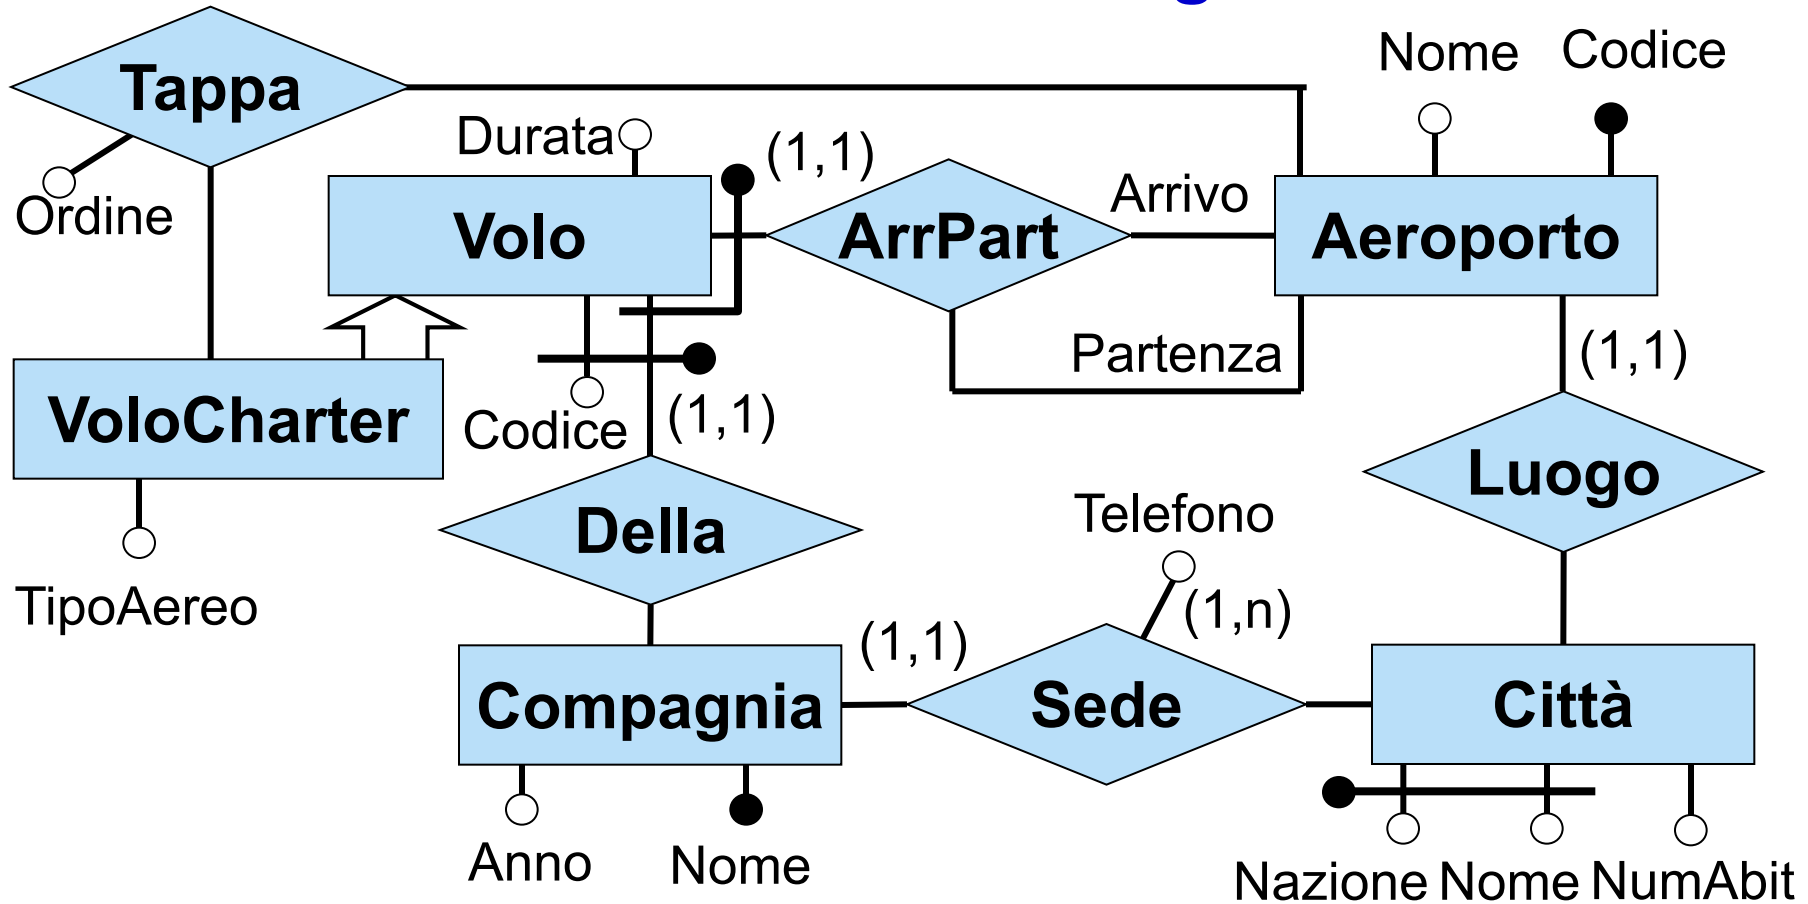 Nome
Codice
Tappa
Durata
(1,1)
Arrivo
Ordine
Volo
ArrPart
Aeroporto
Partenza
(1,1)
VoloCharter
Codice
(1,1)
Luogo
Telefono
Della
TipoAereo
(1,n)
(1,1)
Compagnia
Sede
Città
Anno
Nome
Nazione
Nome
NumAbit